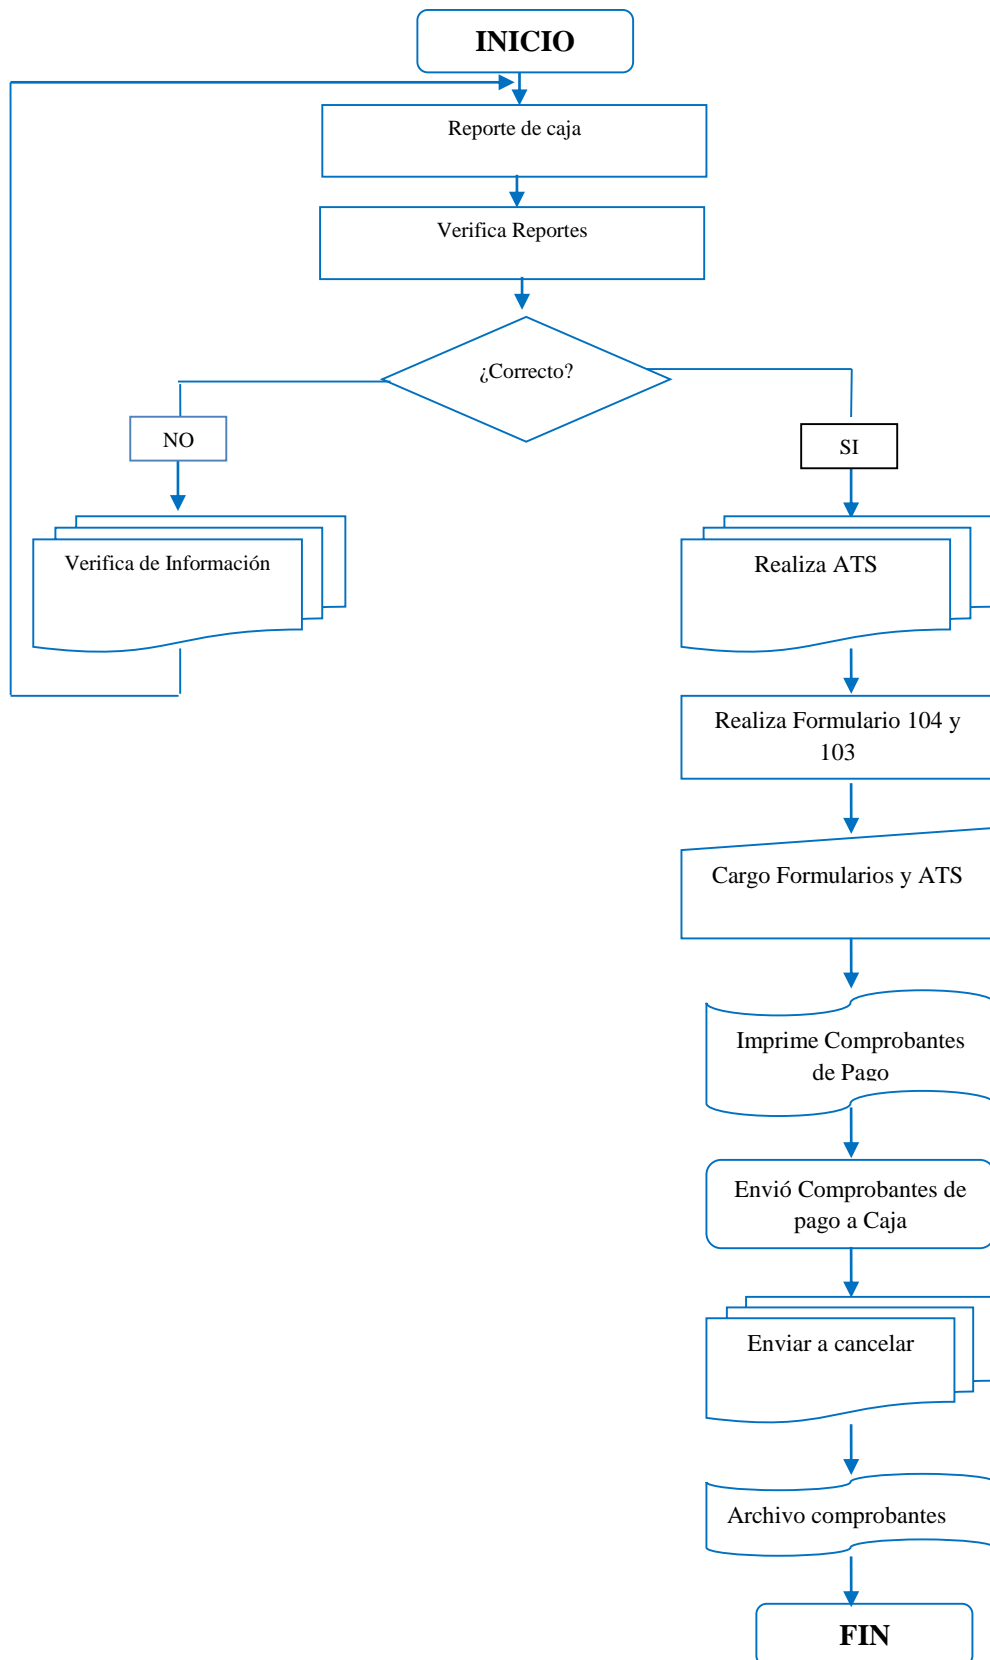 INICIO
Reporte de caja
Verifica Reportes
¿Correcto?
NO
SI
Verifica de Información
Realiza ATS
Realiza Formulario 104 y
103
Cargo Formularios y ATS
Imprime Comprobantes
de Pago
Envió Comprobantes de
pago a Caja
Enviar a cancelar
Archivo comprobantes
FIN